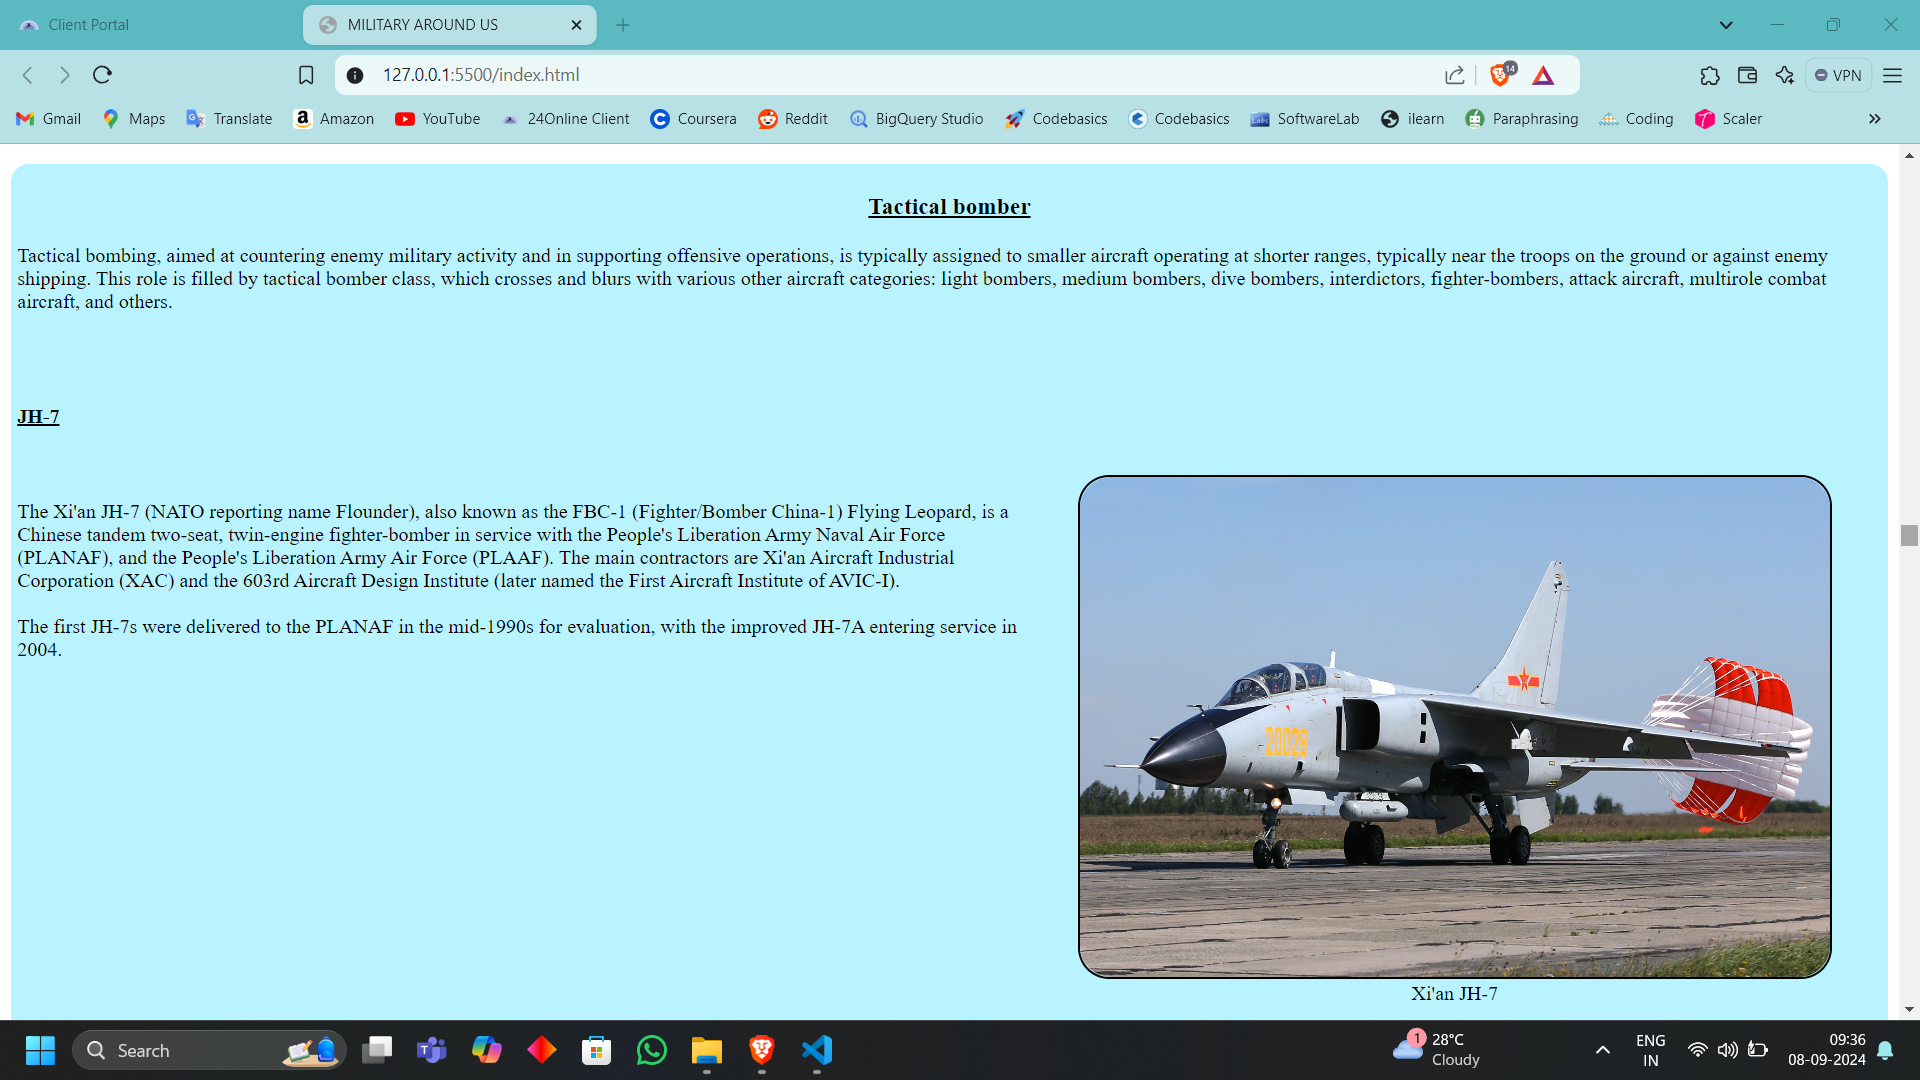 Client Portal
MILITARY AROUND US
127.0.0.1:5500/index.html
14
VPN
Gmail
Maps
Translate
Amazon
YouTube
24Online Client
Coursera
Reddit
BigQuery Studio
Codebasics
Codebasics
Labs
SoftwareLab
ilearn
Paraphrasing
Coding
Scaler
Tactical bomber
Tactical bombing, aimed at countering enemy military activity and in supporting offensive operations, is typically assigned to smaller aircraft operating at shorter ranges, typically near the troops on the ground or against enemy
shipping. This role is filled by tactical bomber class, which crosses and blurs with various other aircraft categories: light bombers, medium bombers, dive bombers, interdictors, fighter-bombers, attack aircraft, multirole combat
aircraft, and others.
JH-7
The Xi'an JH-7 (NATO reporting name Flounder), also known as the FBC-1 (Fighter/Bomber China-1) Flying Leopard, is a
Chinese tandem two-seat, twin-engine fighter-bomber in service with the People's Liberation Army Naval Air Force
(PLANAF), and the People's Liberation Army Air Force (PLAAF). The main contractors are Xi'an Aircraft Industrial
Corporation (XAC) and the 603rd Aircraft Design Institute (later named the First Aircraft Institute of AVIC-I).
The first JH-7s were delivered to the PLANAF in the mid-1990s for evaluation, with the improved JH-7A entering service in
2004.
20028
Xi'an JH-7
Search
1
28°C
Cloudy
ENG
IN
09:36
08-09-2024